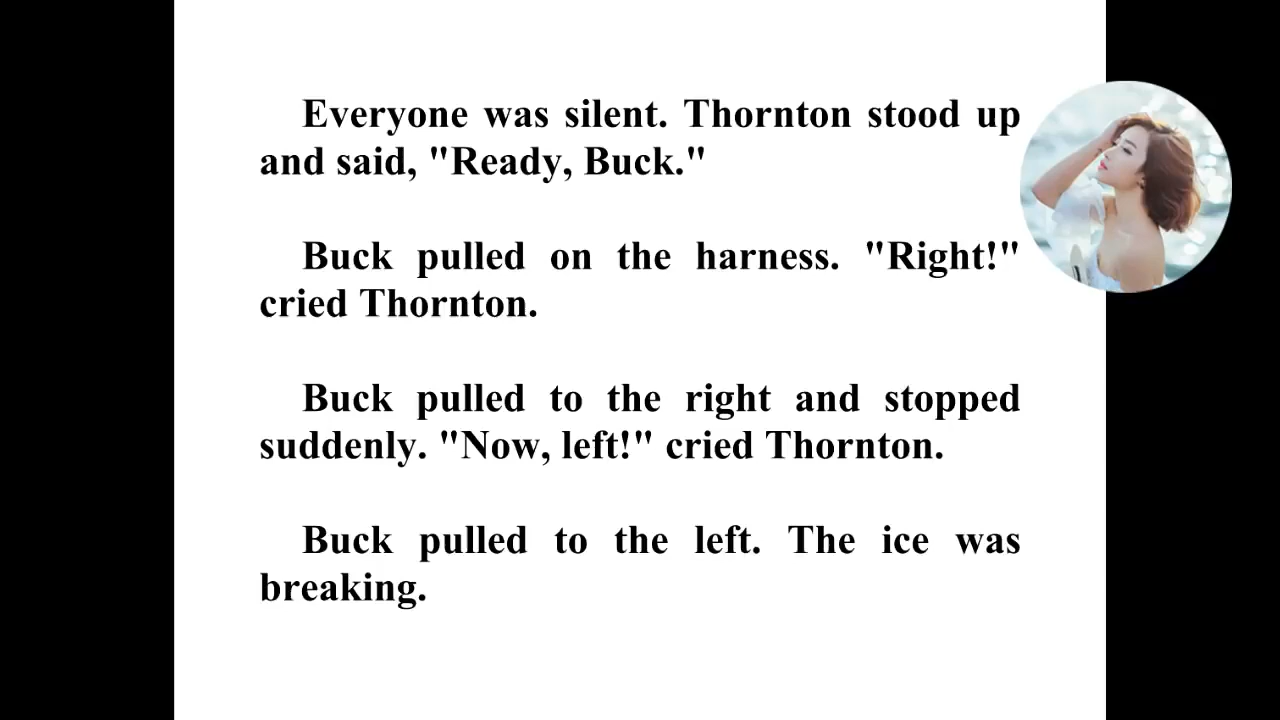 Everyone was silent. Thornton stood up
and said, "Ready, Buck."
Buck pulled on the harness. "Right!"
cried Thornton.
Buck pulled to the right and stopped
suddenly. "Now, left!" cried Thornton.
Buck pulled to the left. The ice was
breaking.